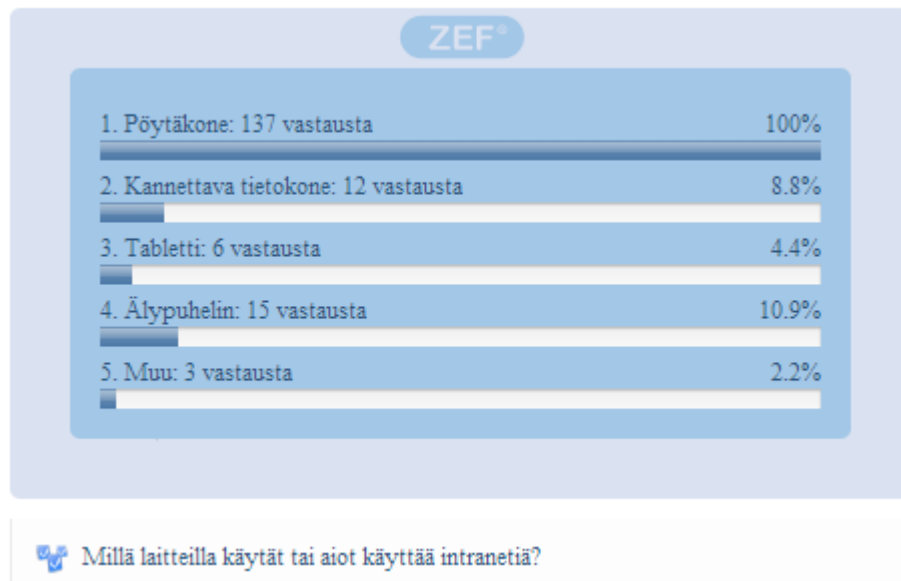 ZEF®
1. Pöytäkone: 137 vastausta 100%
2. Kannettava tietokone: 12 vastausta 8.8%
3. Tabletti: 6 vastausta 4.4%
4. Älypuhelin: 15 vastausta 10.9%
5. Muu: 3 vastausta 2.2%
Millä laitteilla käytät tai aiot käyttää intranetiä?